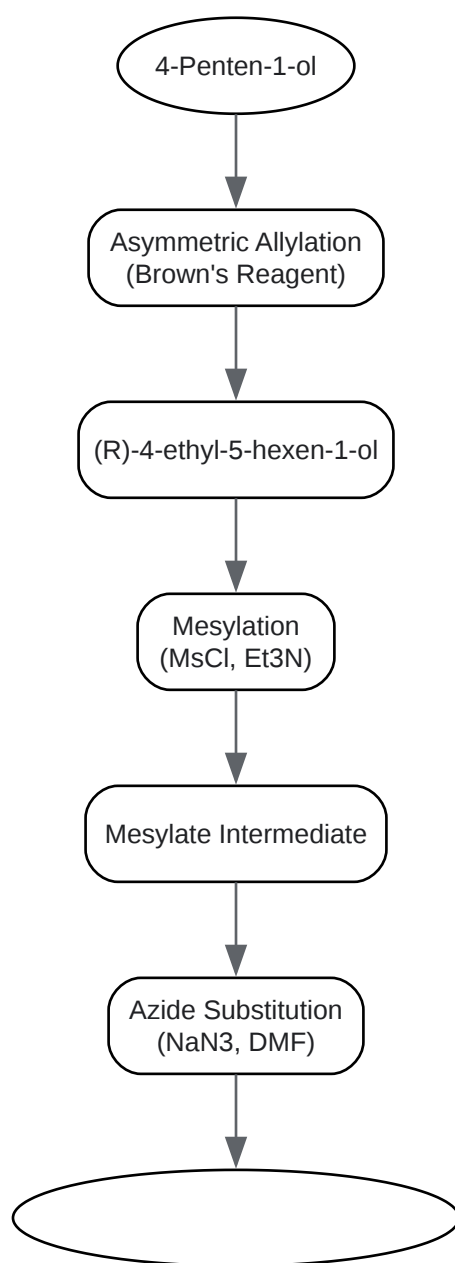 4-Penten-1-ol
Asymmetric Allylation
(Brown's Reagent)
(R)-4-ethyl-5-hexen-1-ol
Mesylation
(MsCl, Et3N)
Mesylate Intermediate
Azide Substitution
(NaN3, DMF)